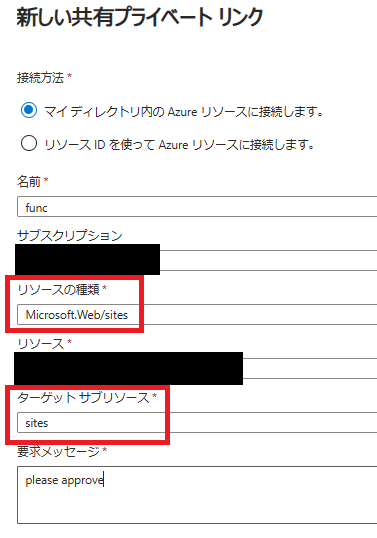 新しい共有プライベート リンク
接続方法 *
マイ ディレクトリ内の Azure リソースに接続します。
リソース ID を使って Azure リソースに接続します。
名前 *
func
サブスクリプション
リソースの種類 *
Microsoft.Web/sites
リソース *
ターゲット サブリソース *
sites
要求メッセージ *
please approve